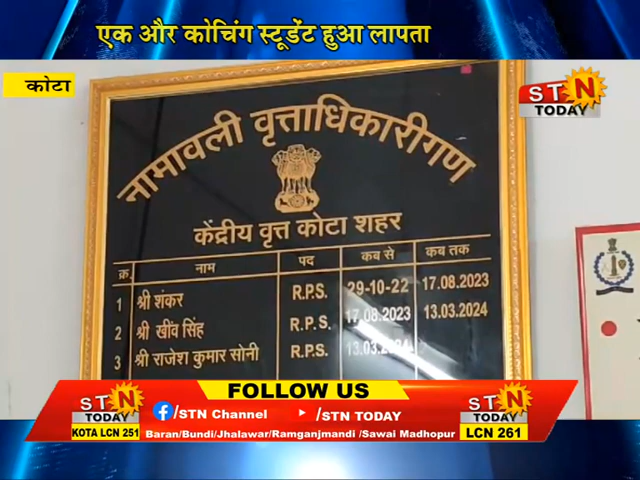 एक और कोचिंग स्टूडेंट हुआ लापता
कोटा
STN
TODAY
नामावली वृत्ताधिकारीगण
केंद्रीय वृत्त कोटा शहर
क्र. नाम पद कब से कब तक
1 श्री शंकर R.P.S. 29-10-22 17.08.2023
2 श्री खींव सिंह R.P.S. 17.08.2023 13.03.2024
3 श्री राजेश कुमार सोनी R.P.S. 13.03.2024
FOLLOW US
STN
TODAY
KOTA LCN 251
/STN Channel
/STN TODAY
Baran/Bundi/Jhalawar/Ramganjmandi /Sawai Madhopur
STN
TODAY
LCN 261